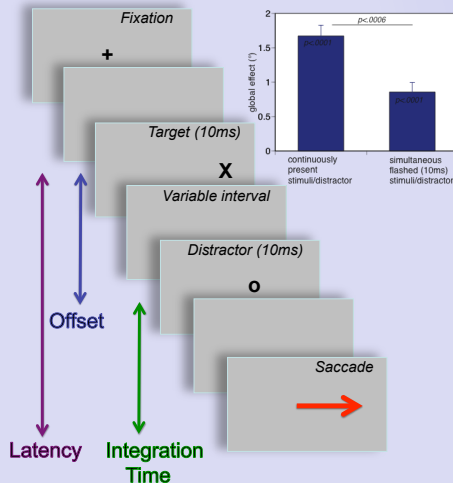 Fixation
+
Target (10ms)
X
Variable interval
Distractor (10ms)
o
Saccade
Offset
Latency
Integration
Time
p<.0006
2
1.5
1
0.5
0
global effect (°)
p<.0001
p<.0001
continuously
present
stimuli/distractor
simultaneous
flashed (10ms)
stimuli/distractor